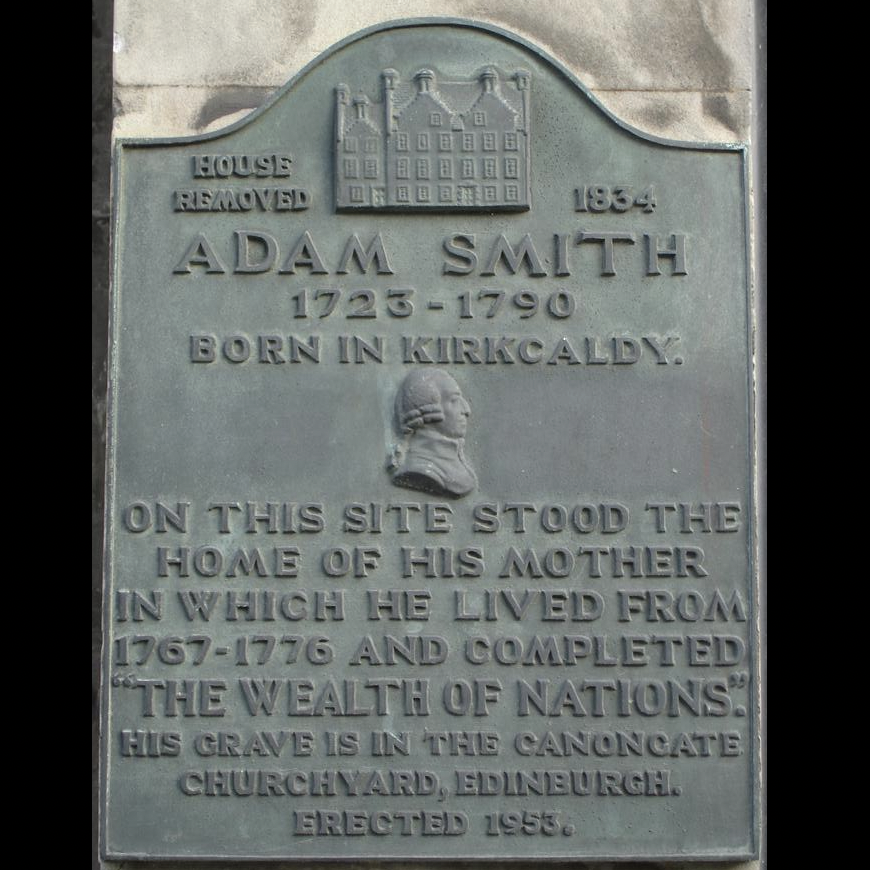 HOUSE
REMOVED 1834
ADAM SMITH
1723-1790
BORN IN KIRKCALDY.
ON THIS SITE STOOD THE
HOME OF HIS MOTHER
IN WHICH HE LIVED FROM
1767-1776 AND COMPLETED
"THE WEALTH OF NATIONS".
HIS GRAVE IS IN THE CANONGATE
CHURCHYARD, EDINBURGH.
ERECTED 1953.